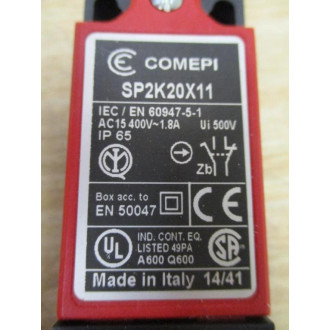 COMEPI
SP2K20X11
IEC / EN 60947-5-1
AC15 400V~1.8A Ui 500V
IP 65
Zb
Box acc. to
EN 50047
CE
UL
IND. CONT. EQ.
LISTED 49PA
A600 Q600
SA
Made in Italy 14/41